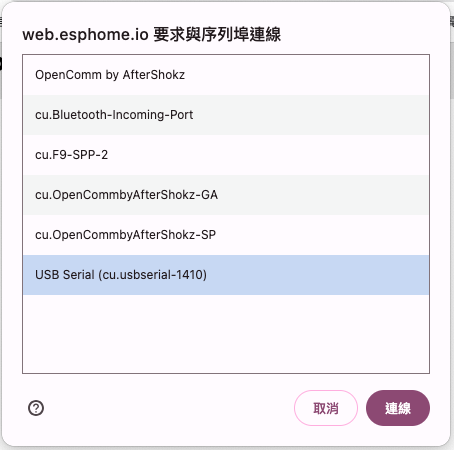 web.esphome.io 要求與序列埠連線
OpenComm by AfterShokz
cu.Bluetooth-Incoming-Port
cu.F9-SPP-2
cu.OpenCommbyAfterShokz-GA
cu.OpenCommbyAfterShokz-SP
USB Serial (cu.usbserial-1410)
取消
連線